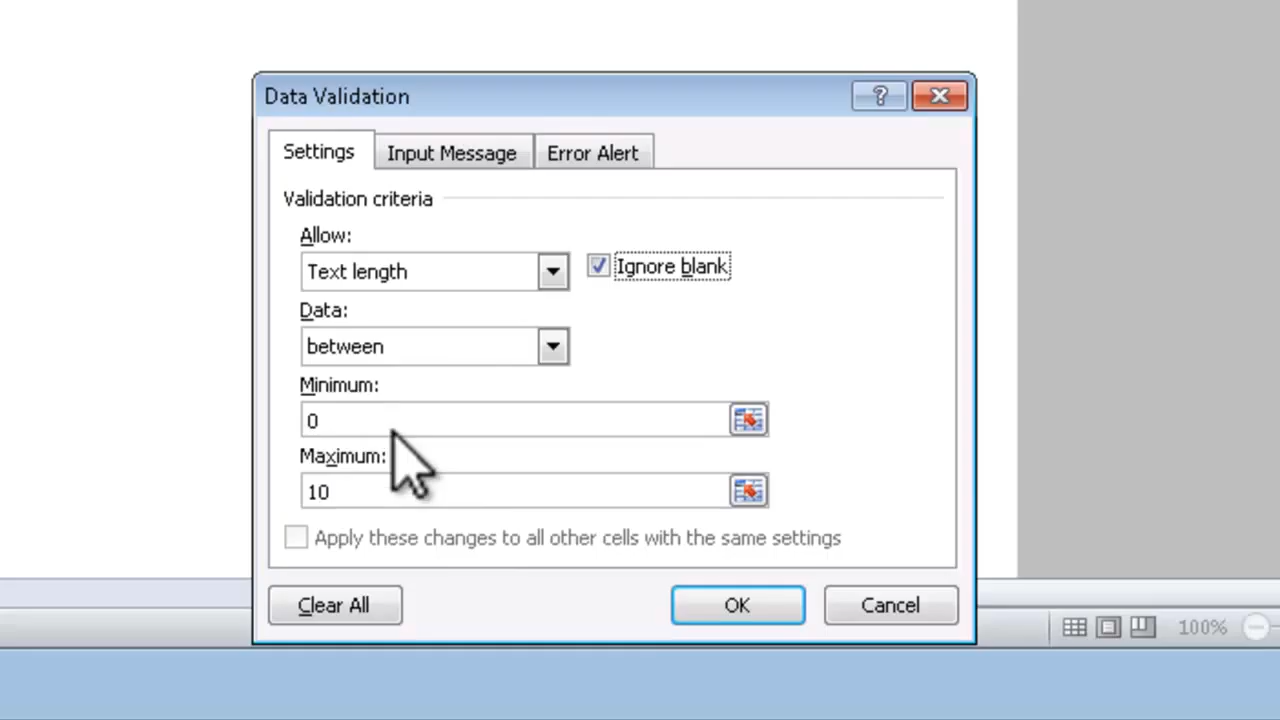 Data Validation
?
Settings Input Message Error Alert
Validation criteria
Allow:
Text length Ignore blank
Data:
between
Minimum:
0
Maximum:
10
Apply these changes to all other cells with the same settings
Clear All OK Cancel
100%